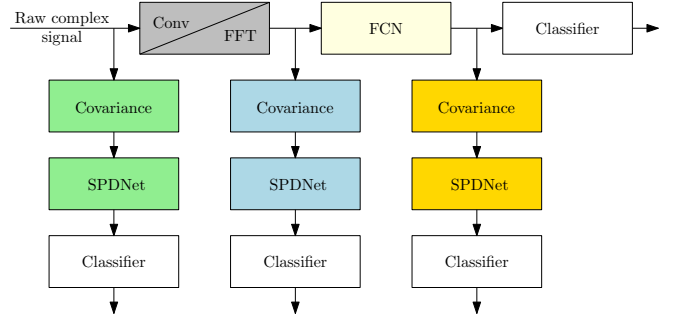 Raw complex
signal
Conv
FFT
FCN
Classifier
Covariance
Covariance
Covariance
SPDNet
SPDNet
SPDNet
Classifier
Classifier
Classifier